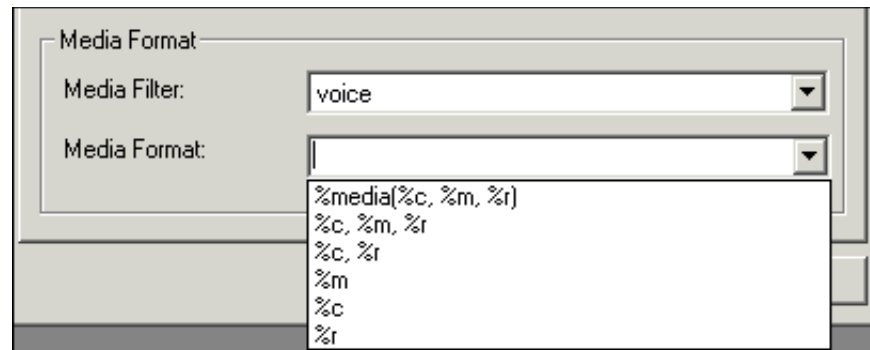 Media Format
Media Filter: voice
Media Format:
%media(%c, %m, %r)
%c, %m, %r
%c, %r
%m
%c
%r